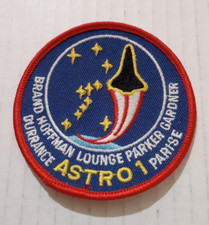 BRAND HOFFMAN LOUNGE PARKER GARDNER
DURRANCE ASTRO 1 PARISE